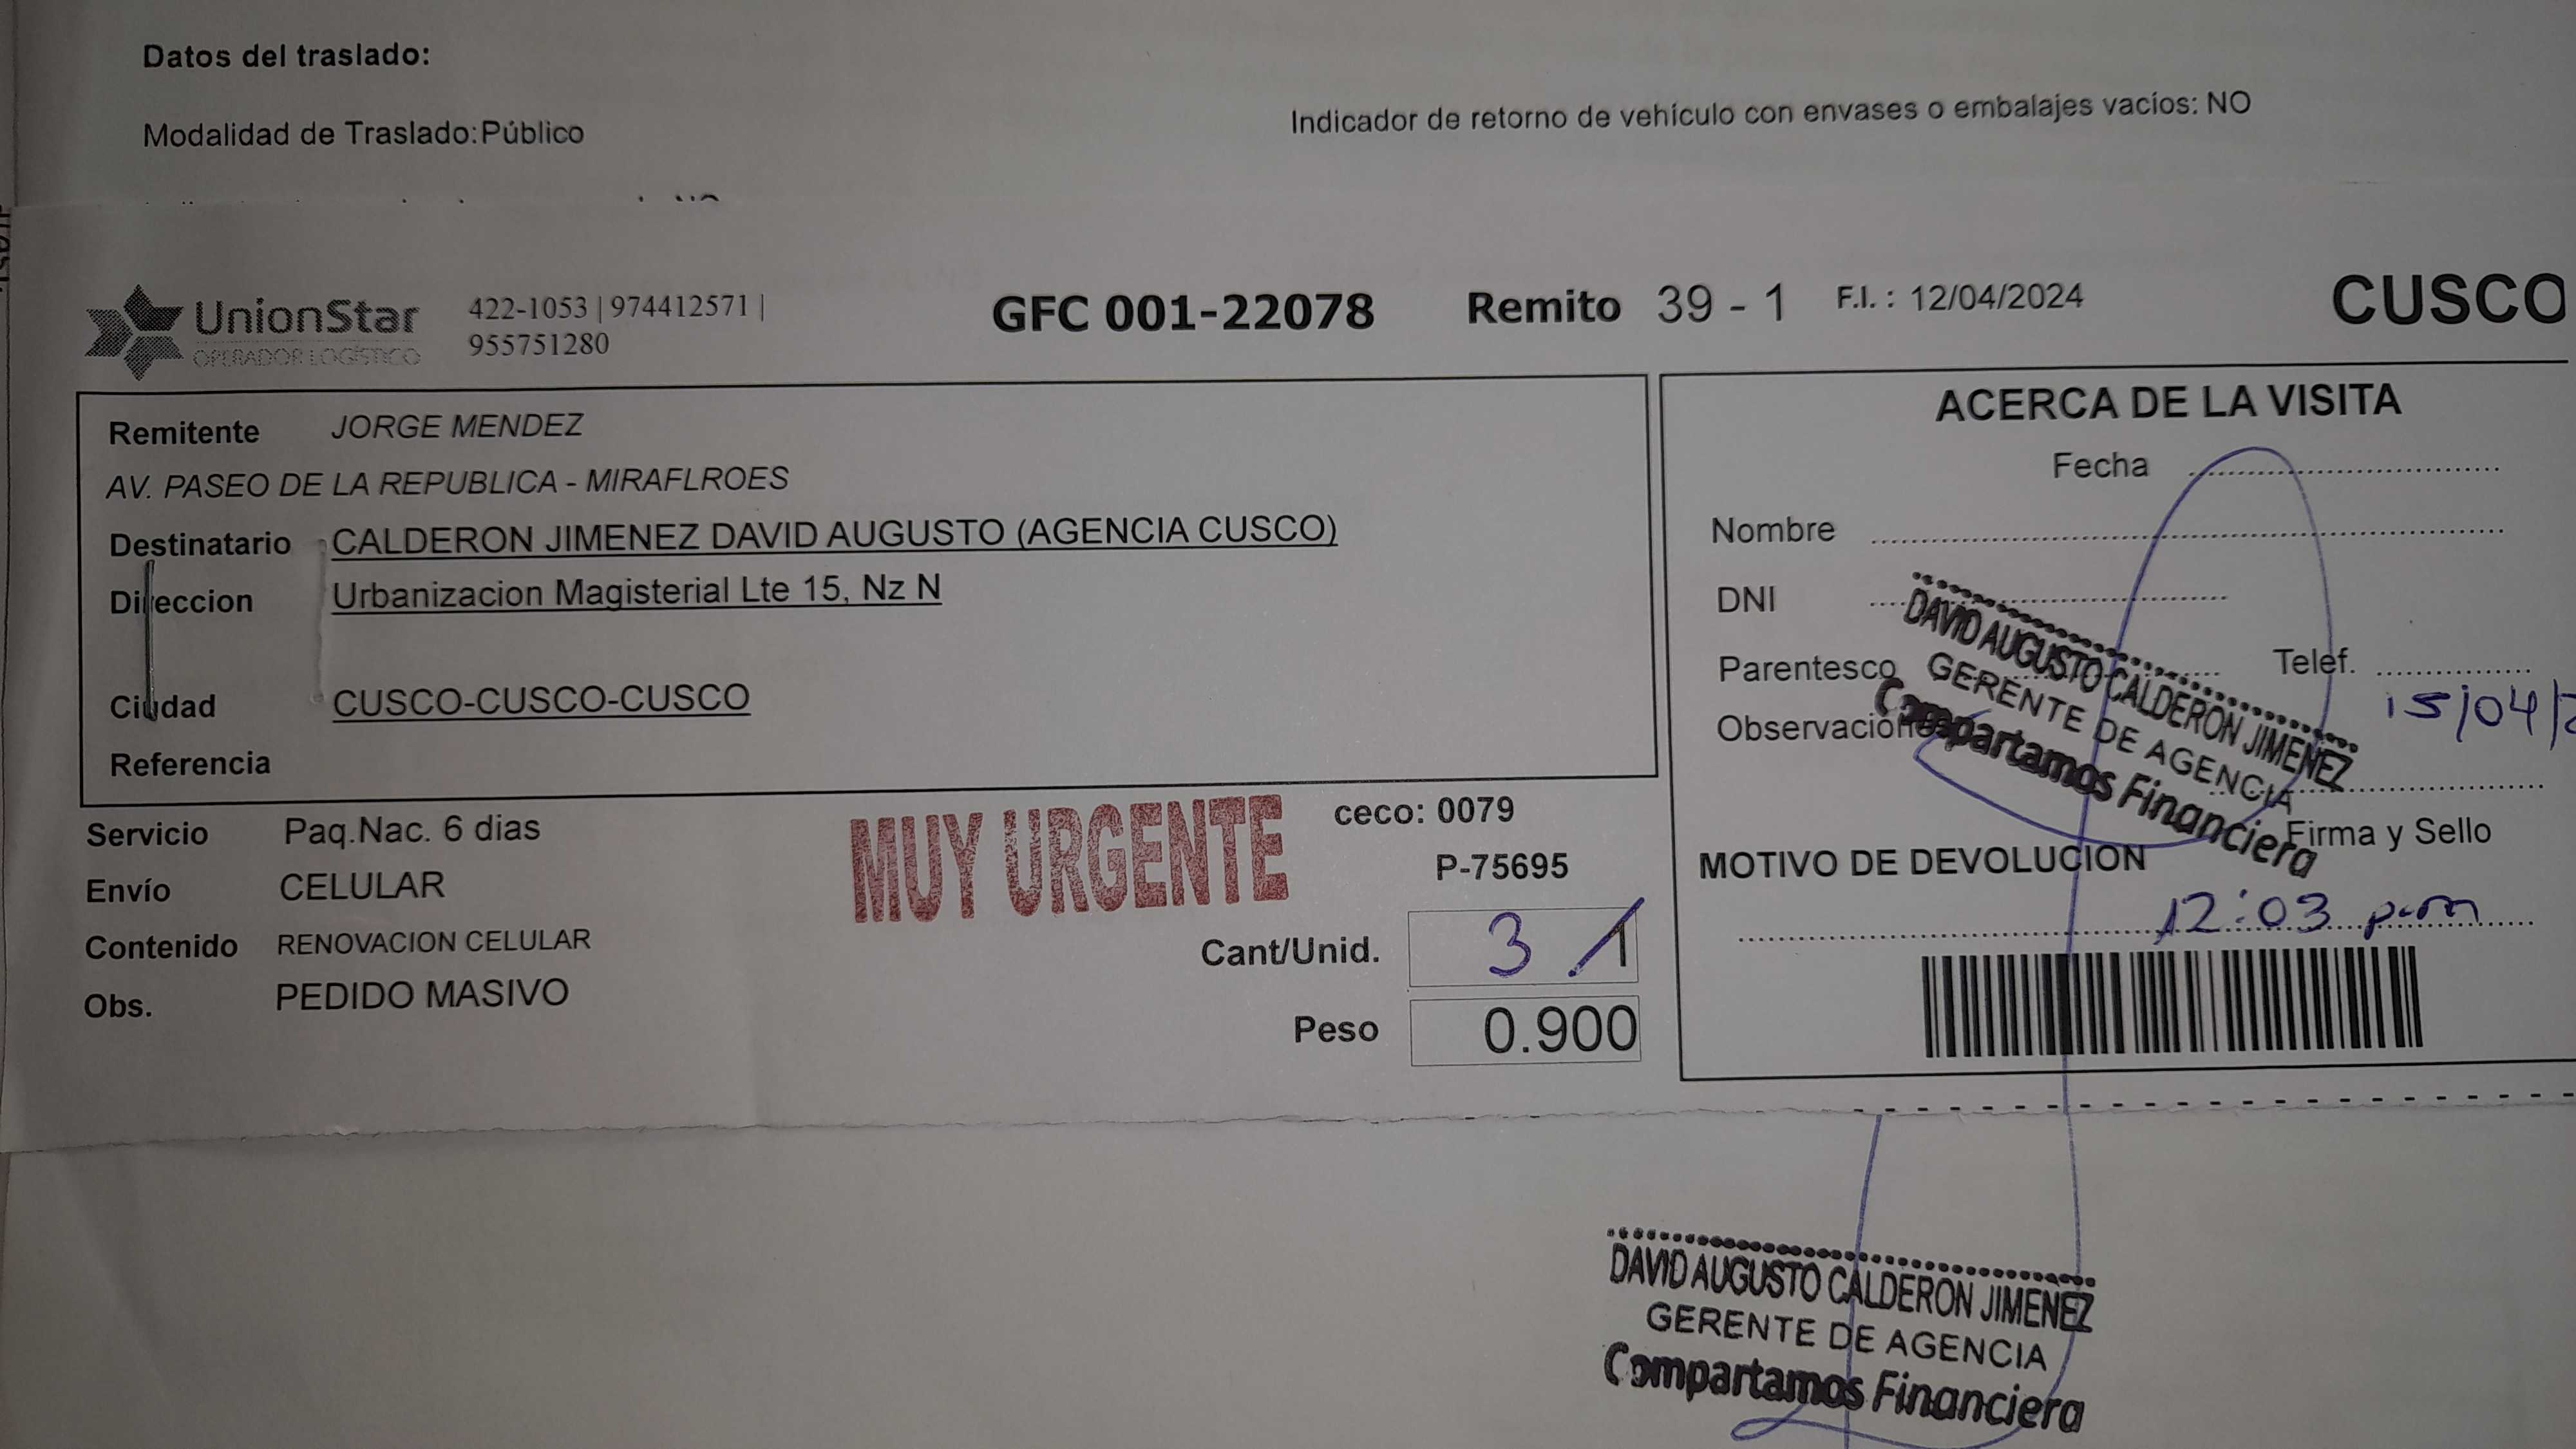 Datos del traslado:
Modalidad de Traslado:Público
Indicador de retorno de vehículo con envases o embalajes vacíos: NO
UnionStar
OPERADOR LOGÍSTICO
422-1053 | 974412571 |
955751280
GFC 001-22078
Remito 39 - 1
F.I. : 12/04/2024
CUSCO
Remitente JORGE MENDEZ
AV. PASEO DE LA REPUBLICA - MIRAFLROES
Destinatario CALDERON JIMENEZ DAVID AUGUSTO (AGENCIA CUSCO)
Direccion Urbanizacion Magisterial Lte 15, Nz N
Ciudad CUSCO-CUSCO-CUSCO
Referencia
Servicio Paq.Nac. 6 dias
Envío CELULAR
Contenido RENOVACION CELULAR
Obs. PEDIDO MASIVO
MUY URGENTE
ceco: 0079
P-75695
Cant/Unid. 3 / 1
Peso 0.900
ACERCA DE LA VISITA
Fecha
Nombre
DNI
Parentesco
Telef.
15/04/2
Observacion
DAVID AUGUSTO CALDERON JIMENEZ
GERENTE DE AGENCIA
Compartamos Financiera
Firma y Sello
MOTIVO DE DEVOLUCION
12:03 p.m
DAVID AUGUSTO CALDERON JIMENEZ
GERENTE DE AGENCIA
Compartamos Financiera